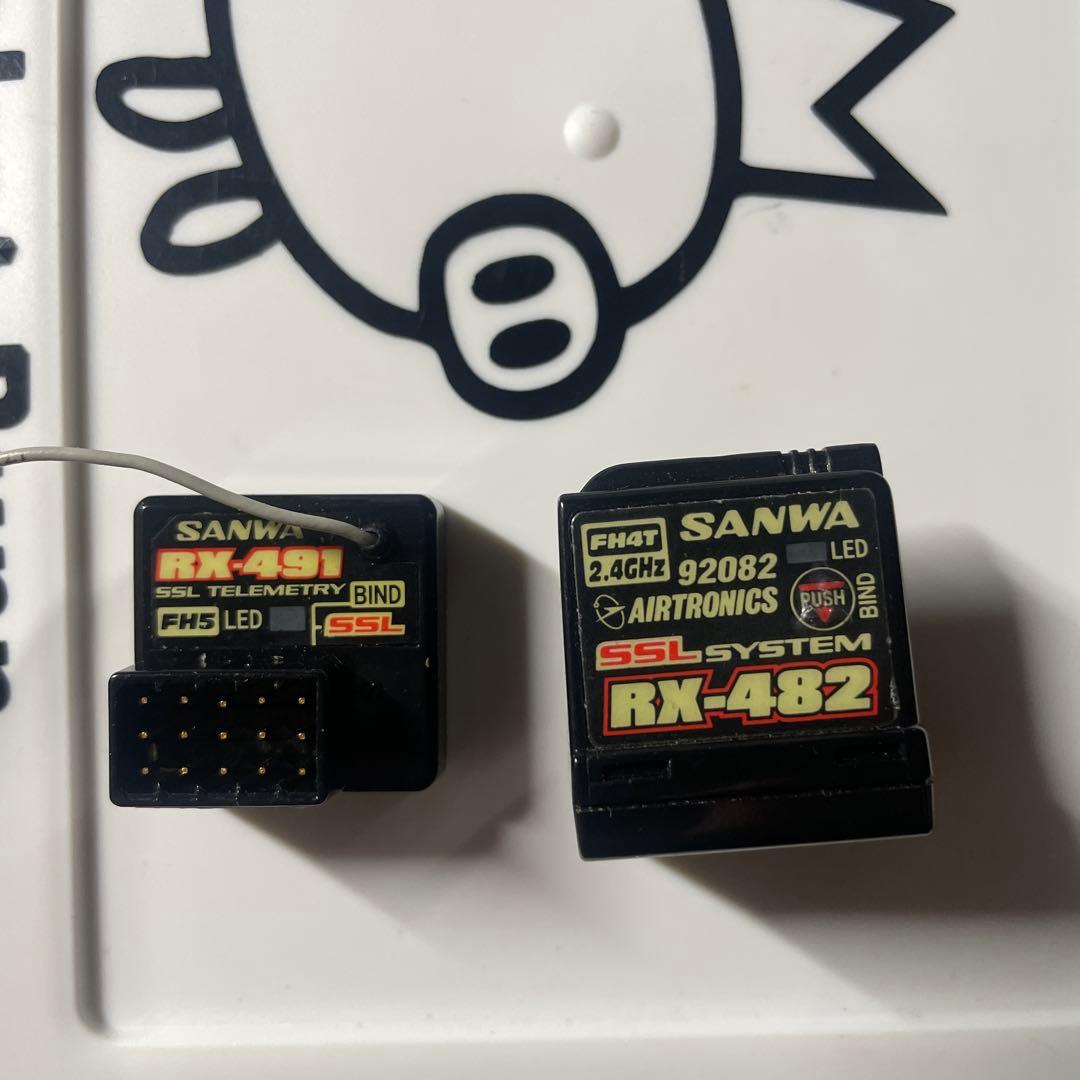 SANWA
RX-491
SSL TELEMETRY
BIND
FH5 LED
SSL
FH4T
2.4GHz
SANWA
92082
LED
AIRTRONICS
PUSH
BIND
SSL SYSTEM
RX-482